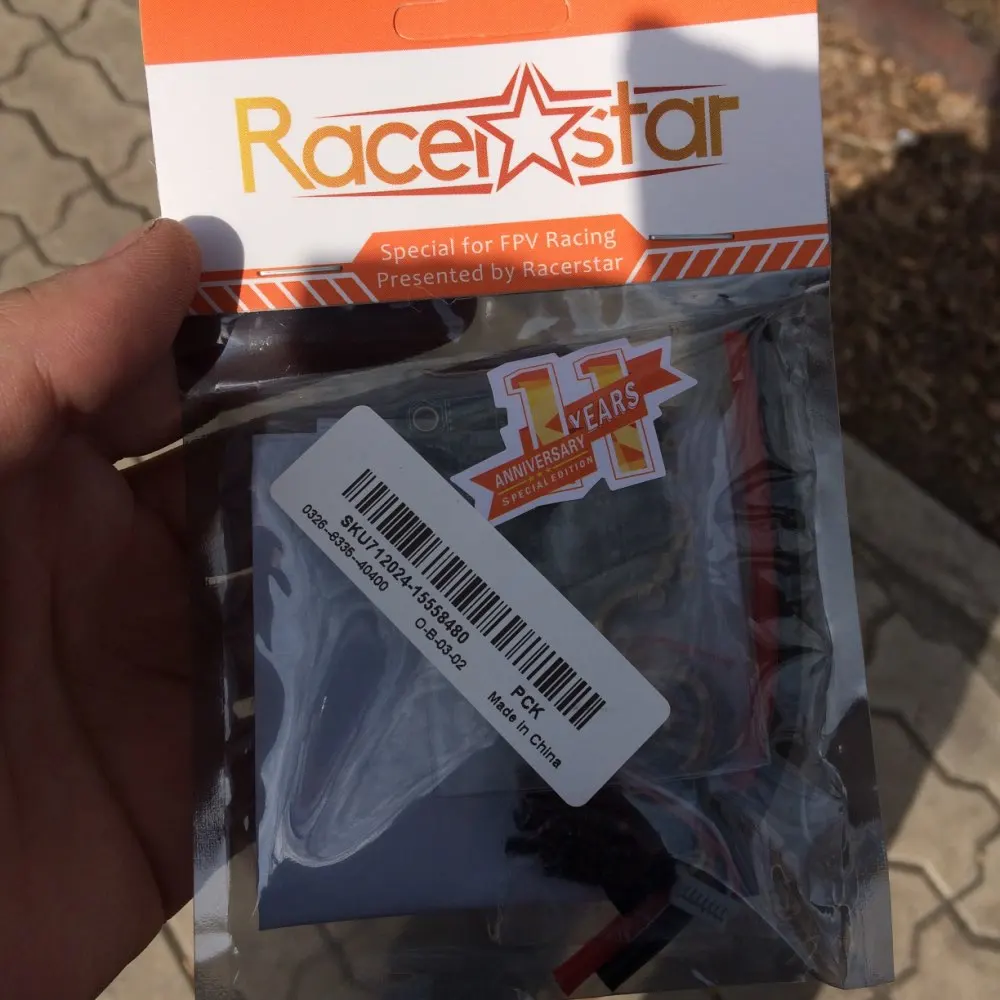 Racerstar
Special for FPV Racing
Presented by Racerstar
11
YEARS
ANNIVERSARY
SPECIAL EDITION
SKU712024-15558480
PCK
0326--6335--40400
C-B-03-02
Made in China